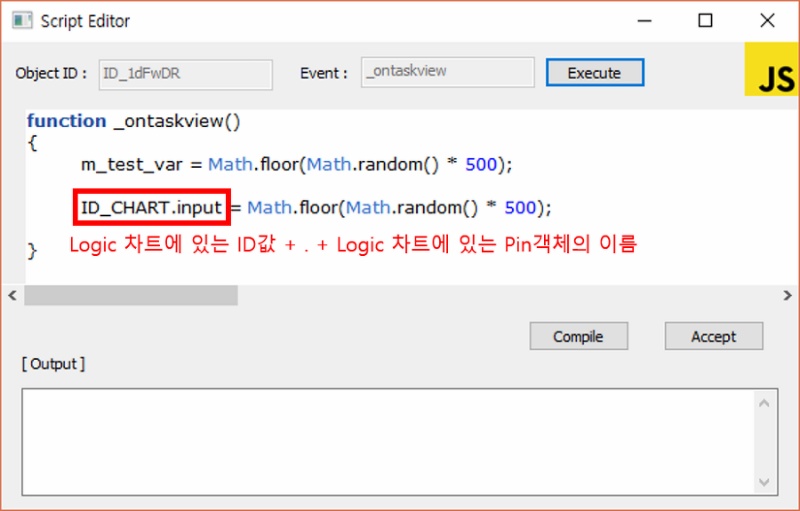 Script Editor
Object ID : ID_1dFwDR Event : _ontaskview Execute
JS
function _ontaskview()
{
m_test_var = Math.floor(Math.random() * 500);
ID_CHART.input = Math.floor(Math.random() * 500);
Logic 차트에 있는 ID값 + . + Logic 차트에 있는 Pin객체의 이름
}
Compile Accept
[ Output ]